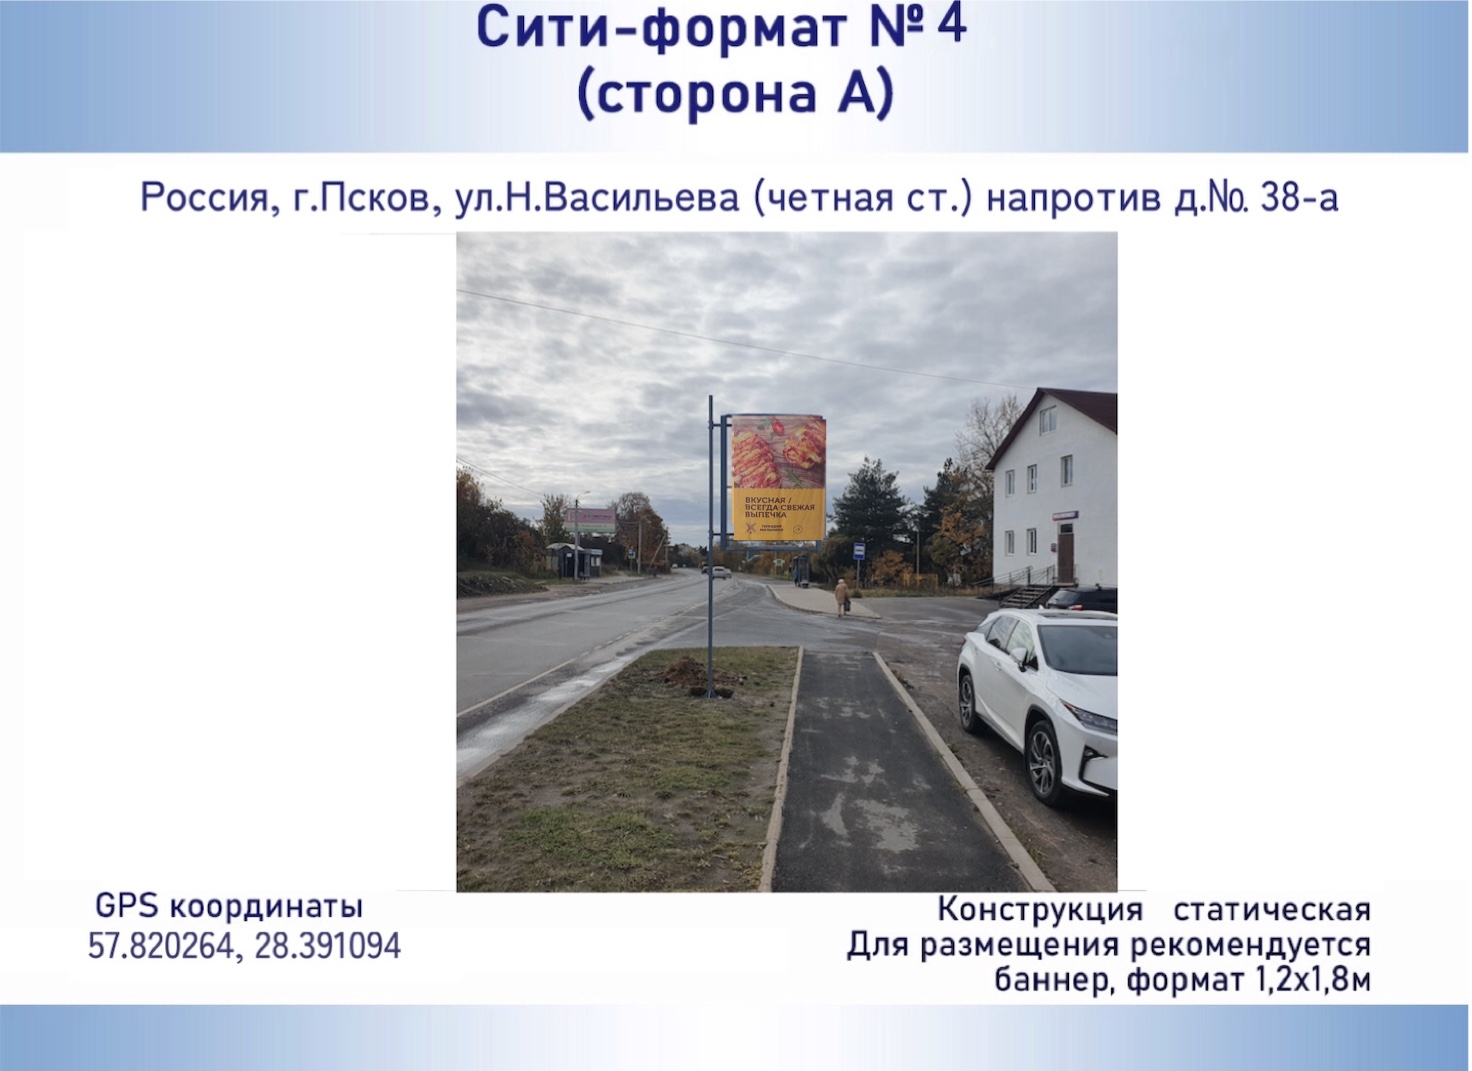 Сити-формат № 4
(сторона А)
Россия, г.Псков, ул.Н.Васильева (четная ст.) напротив д.№. 38-а
ВКУСНАЯ /
ВСЕГДА СВЕЖАЯ
ВЫПЕЧКА
GPS координаты
57.820264, 28.391094
Конструкция статическая
Для размещения рекомендуется
баннер, формат 1,2х1,8м